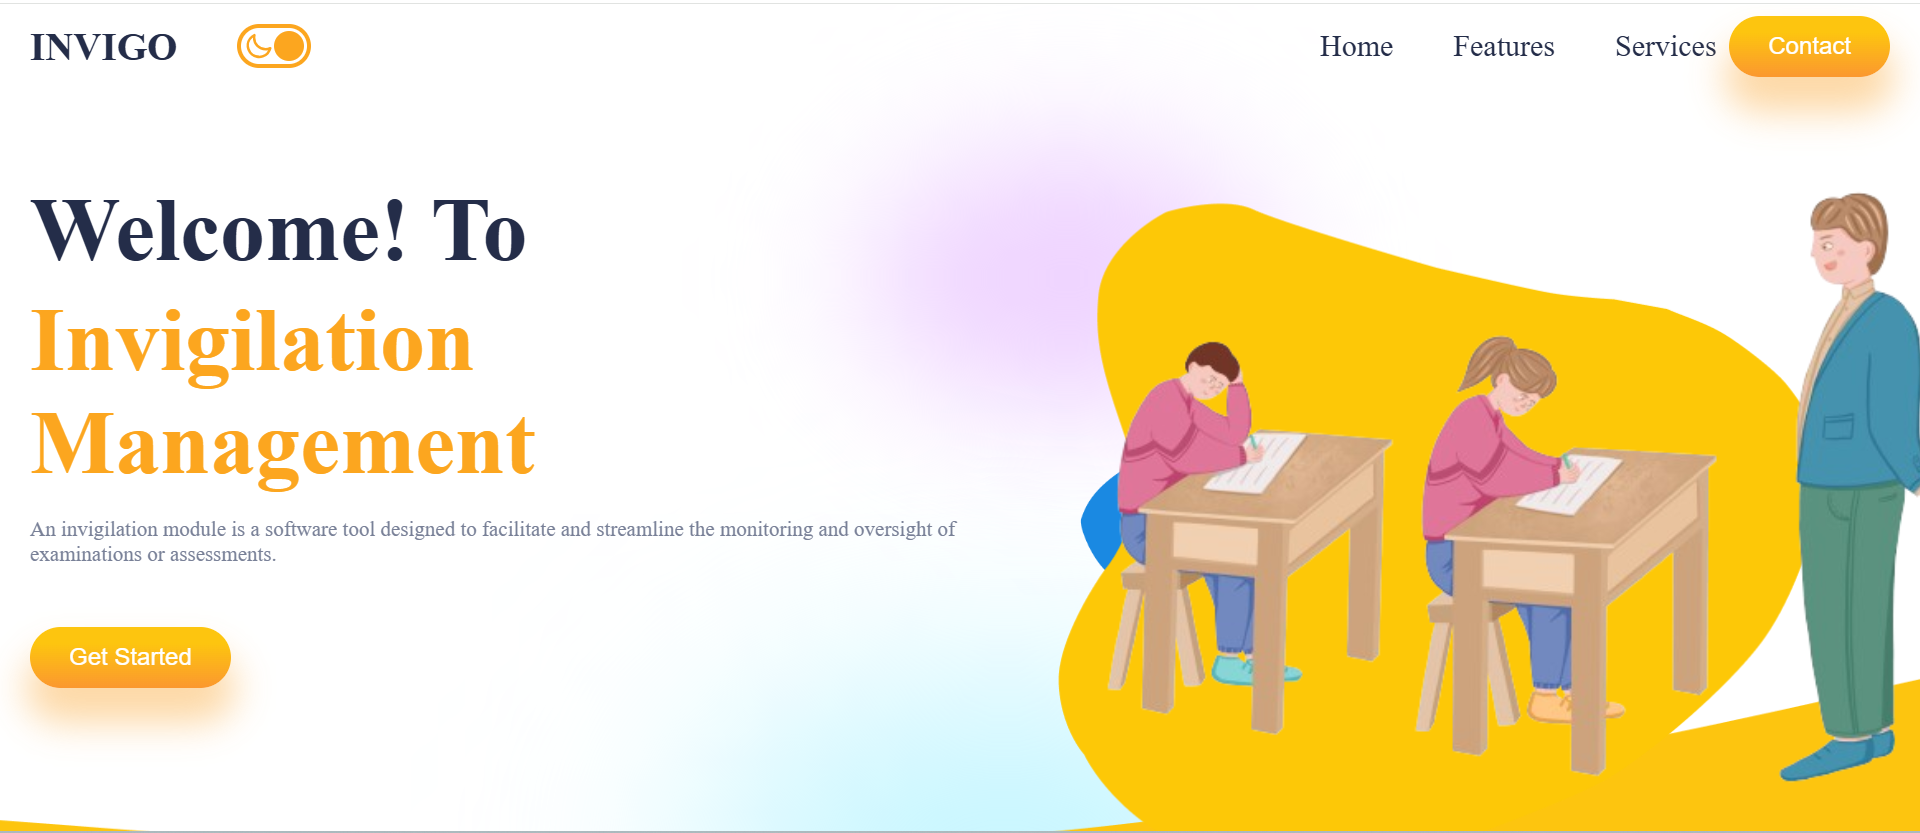 INVIGO
Home Features Services Contact
Welcome! To
Invigilation
Management
An invigilation module is a software tool designed to facilitate and streamline the monitoring and oversight of
examinations or assessments.
Get Started